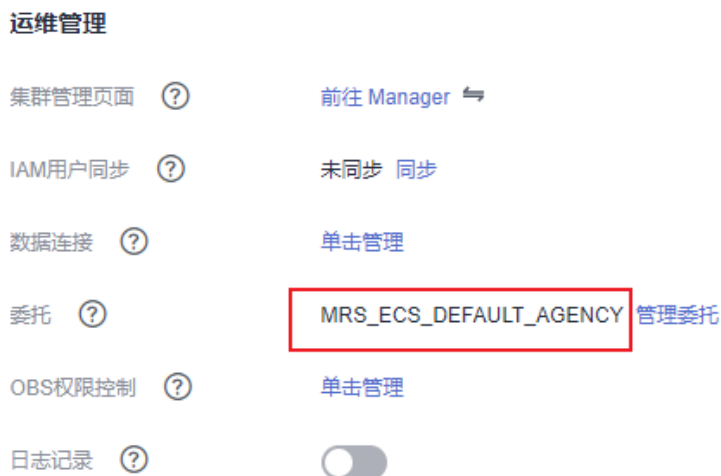 运维管理
集群管理页面 ? 前往 Manager
IAM用户同步 ? 未同步 同步
数据连接 ? 单击管理
委托 ? MRS_ECS_DEFAULT_AGENCY 管理委托
OBS权限控制 ? 单击管理
日志记录 ?